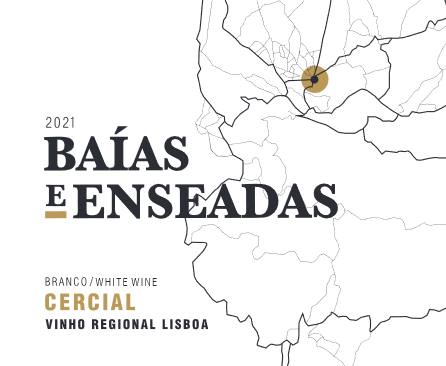 2021
BAÍAS
E ENSEADAS
BRANCO/WHITE WINE
CERCIAL
VINHO REGIONAL LISBOA